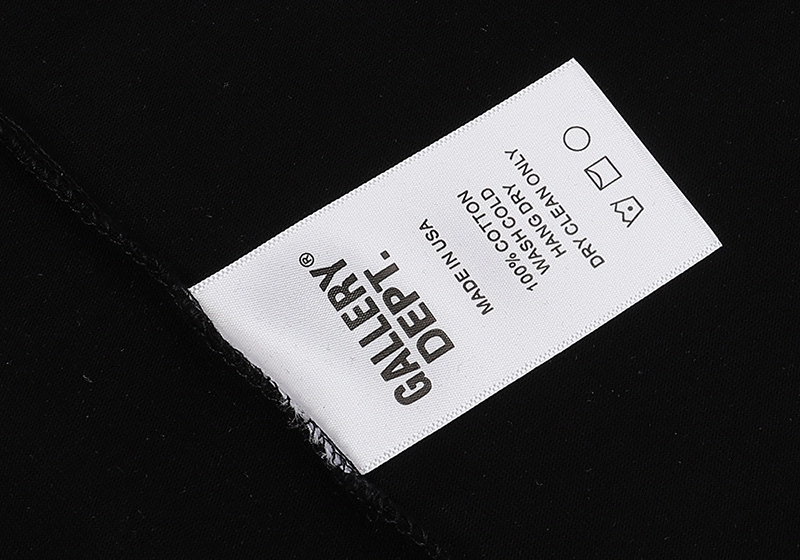 GALLERY®
DEPT.
MADE IN USA
100% COTTON
WASH COLD
HANG DRY
DRY CLEAN ONLY